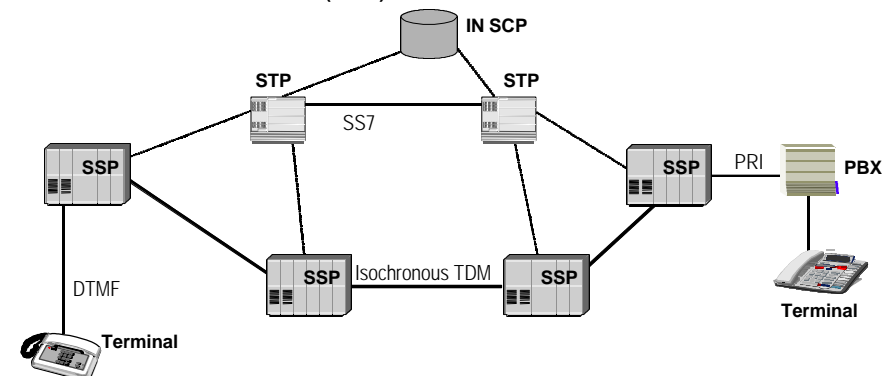 IN SCP
STP
STP
SS7
SSP
SSP
PRI
PBX
SSP
Isochronous TDM
SSP
DTMF
Terminal
Terminal